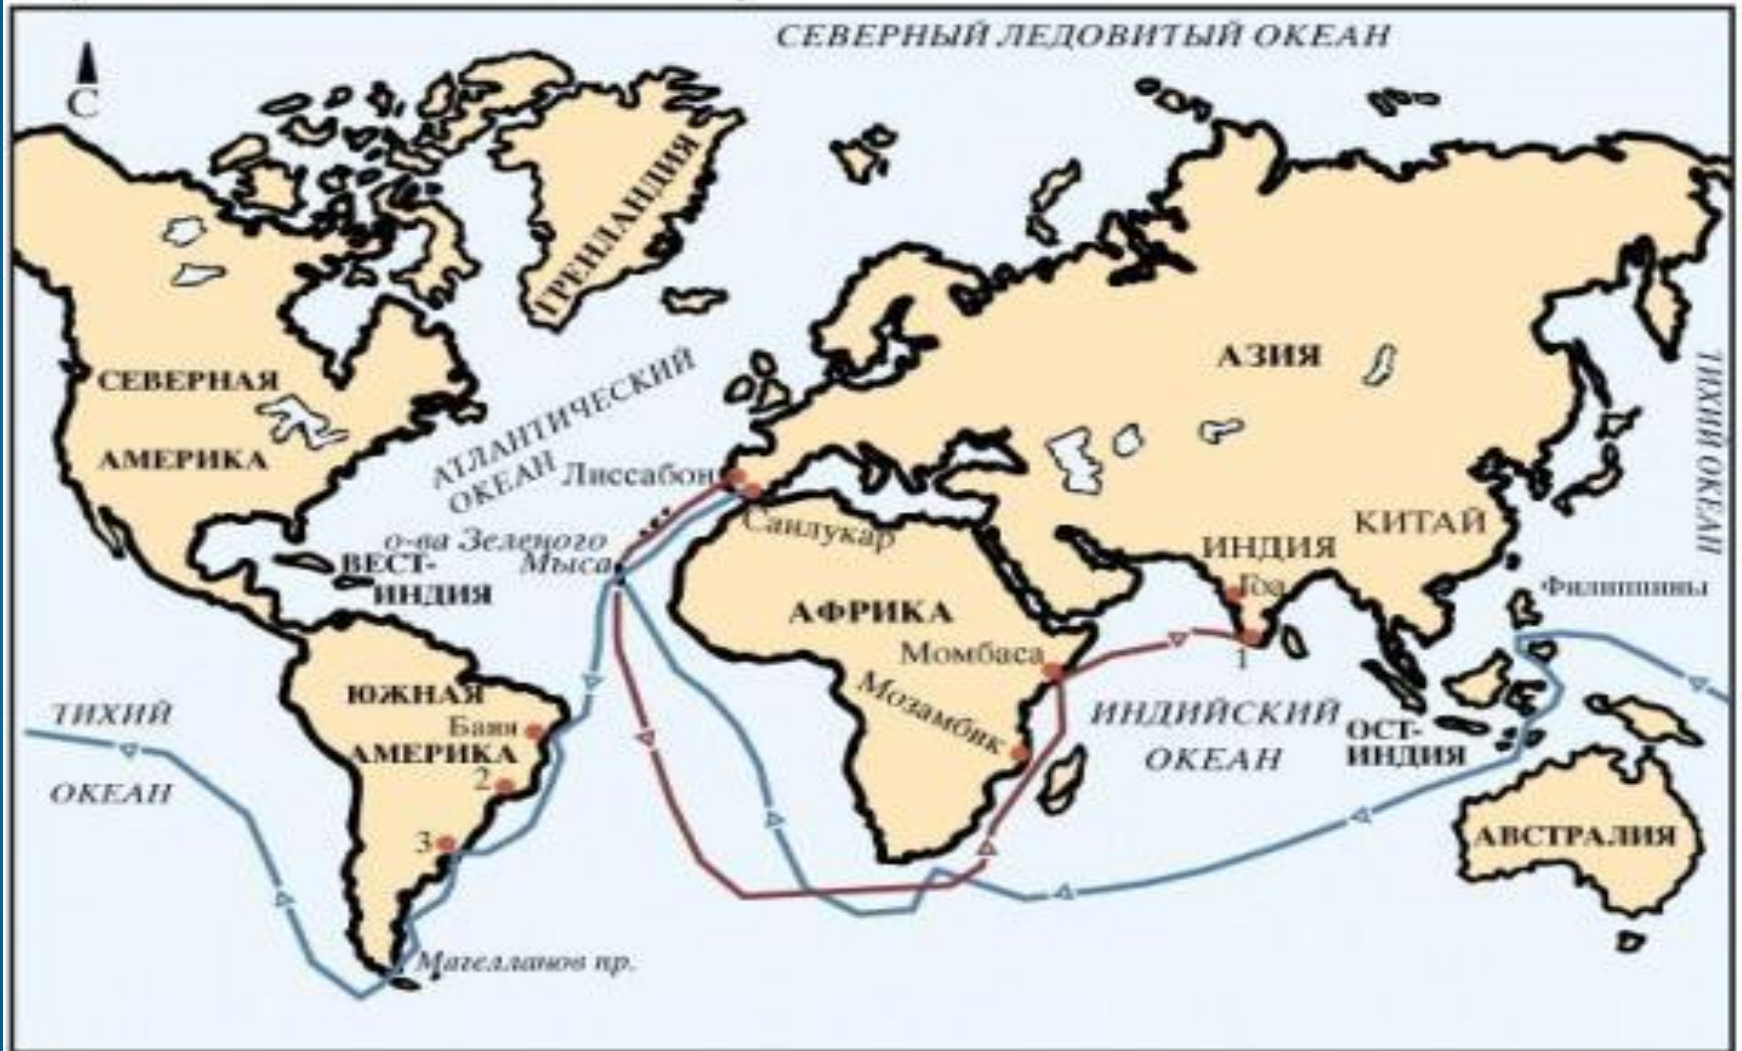 СЕВЕРНЫЙ ЛЕДОВИТЫЙ ОКЕАН
С
ГРЕНЛАНДИЯ
СЕВЕРНАЯ
АМЕРИКА
АТЛАНТИЧЕСКИЙ
ОКЕАН
АЗИЯ
ТИХИЙ ОКЕАН
Лиссабон
Санлукар
о-ва Зеленого
Мыса
ВЕСТ-
ИНДИЯ
КИТАЙ
ИНДИЯ
Гоа
Филиппины
АФРИКА
Момбаса
1
Мозамбик
ЮЖНАЯ
Баия
АМЕРИКА
2
3
ТИХИЙ
ОКЕАН
ИНДИЙСКИЙ
ОКЕАН
ОСТ-
ИНДИЯ
АВСТРАЛИЯ
Магелланов пр.